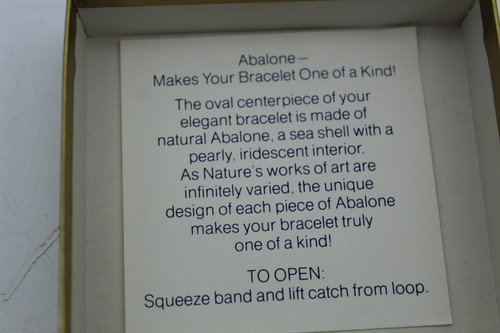 Abalone—
Makes Your Bracelet One of a Kind!
The oval centerpiece of your
elegant bracelet is made of
natural Abalone, a sea shell with a
pearly, iridescent interior.
As Nature's works of art are
infinitely varied, the unique
design of each piece of Abalone
makes your bracelet truly
one of a kind!
TO OPEN:
Squeeze band and lift catch from loop.